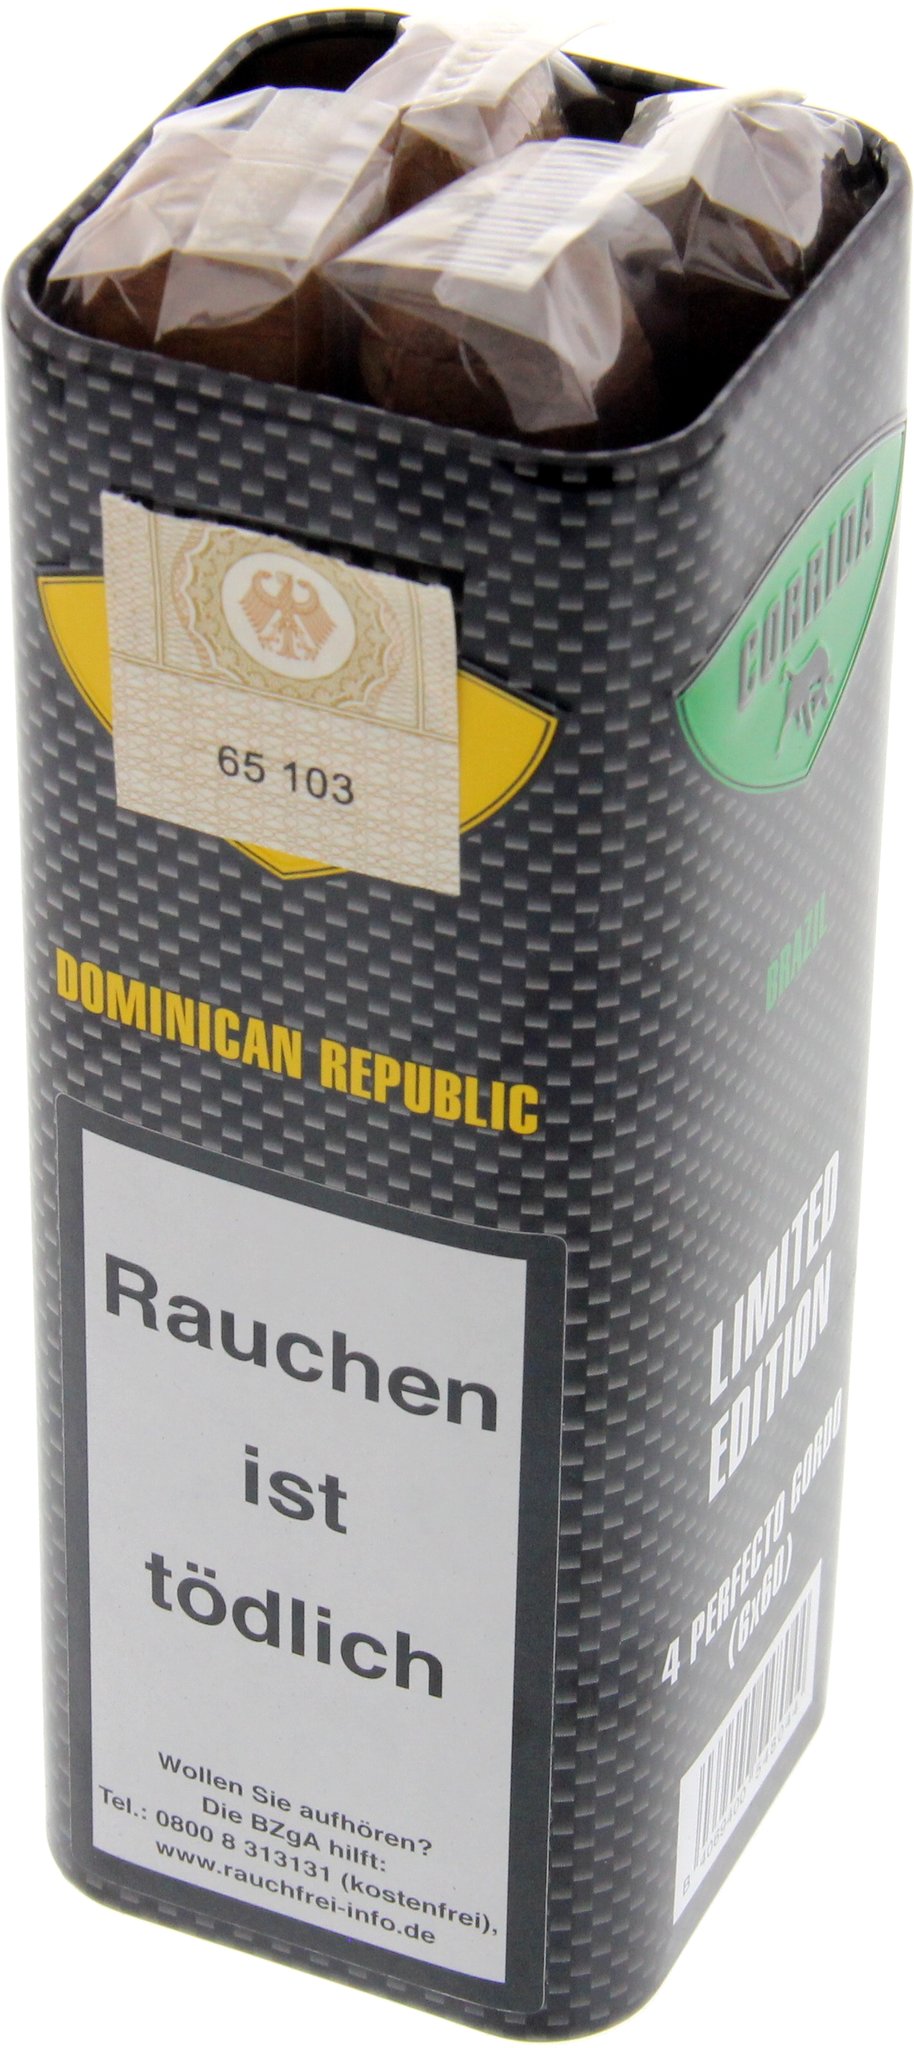 65 103
DOMINICAN REPUBLIC
Rauchen
ist
tödlich
Wollen Sie aufhören?
Die BZgA hilft:
Tel.: 0800 8 313131 (kostenfrei),
www.rauchfrei-info.de
CORRIDA
BRAZIL
LIMITED
EDITION
4 PERFECTO GORDO
(6x60)